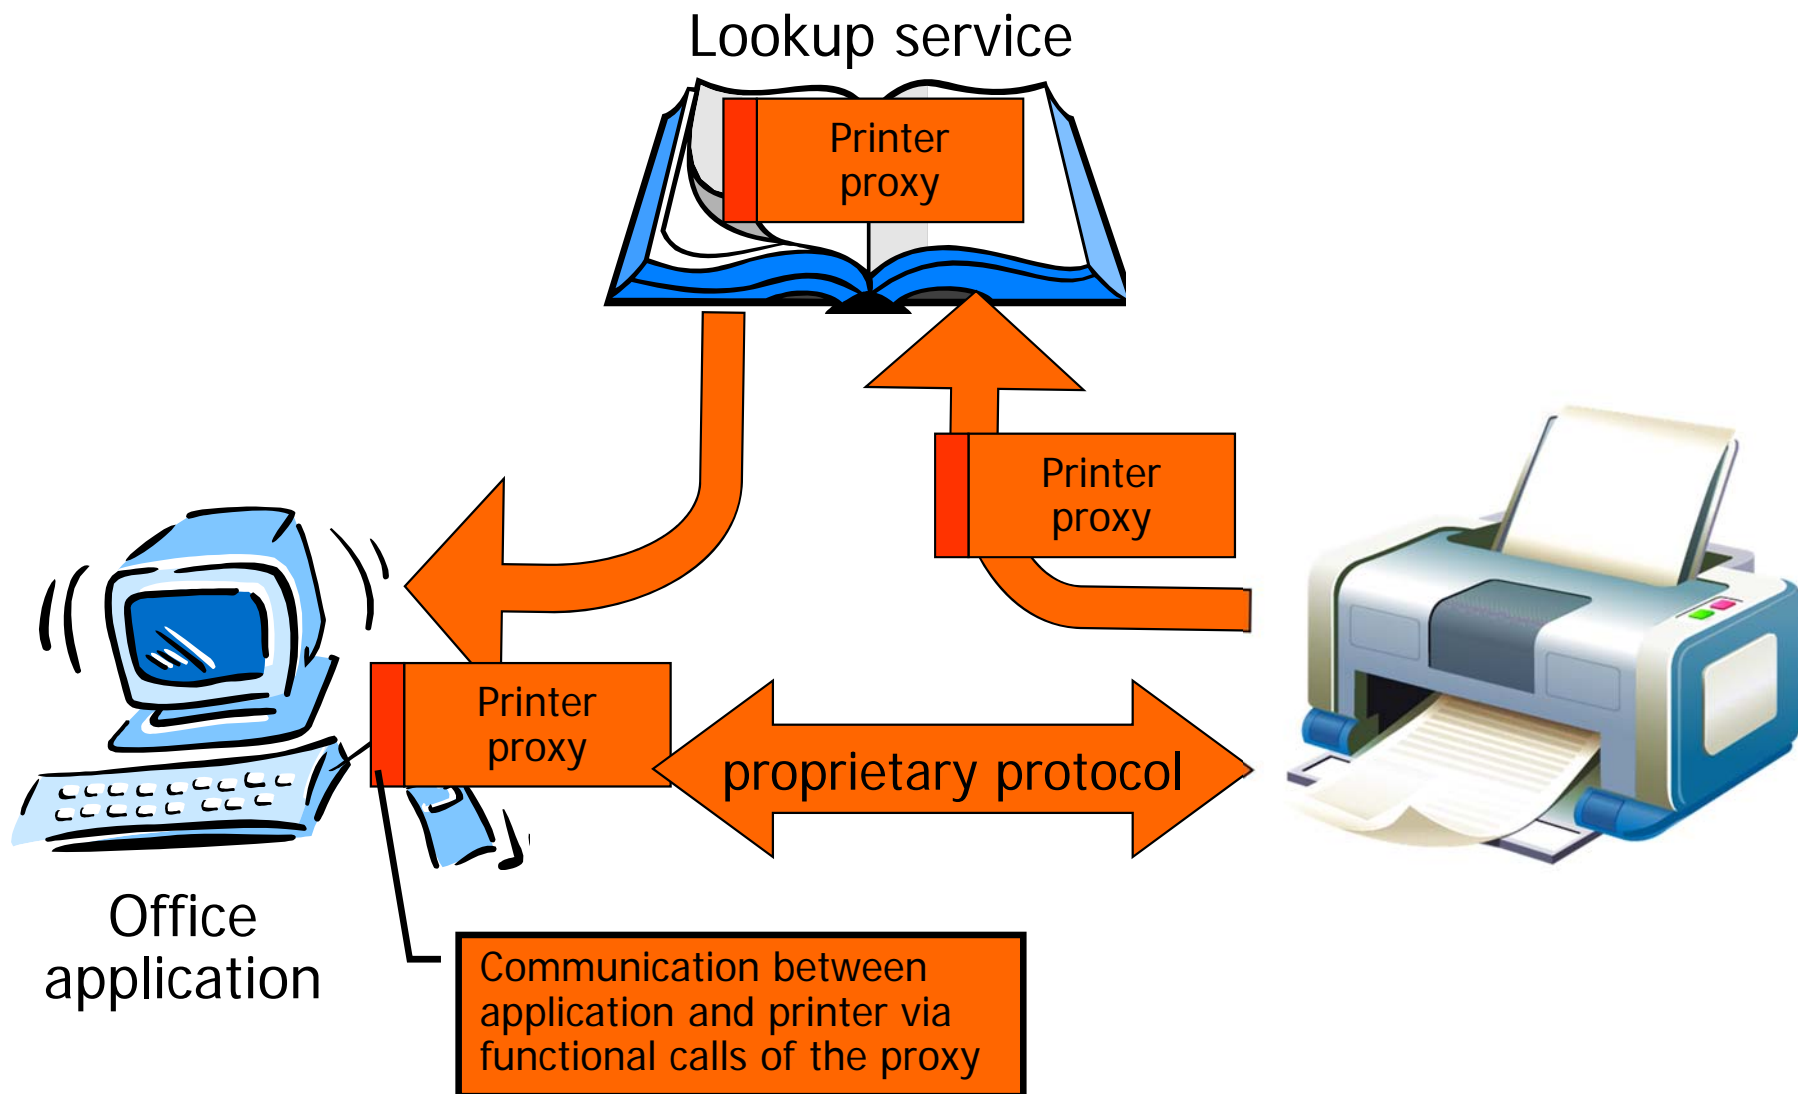 Lookup service
Printer
proxy
Printer
proxy
Printer
proxy
proprietary protocol
Office
application
Communication between
application and printer via
functional calls of the proxy